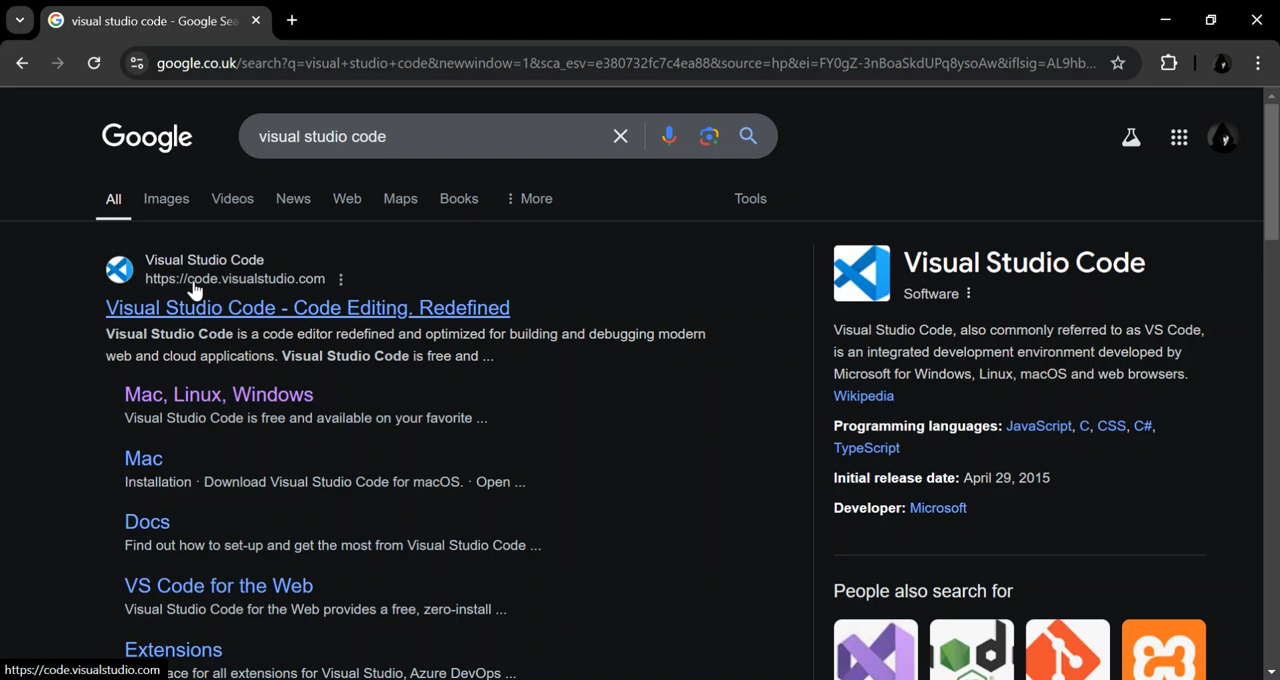 visual studio code - Google Sea
google.co.uk/search?q=visual+studio+code&newwindow=1&sca_esv=e380732fc7c4ea88&source=hp&ei=FY0gZ-3nBoaSkdUPq8ysoAw&iflsig=AL9hb...
Google
visual studio code
All Images Videos News Web Maps Books More Tools
Visual Studio Code
https://code.visualstudio.com
Visual Studio Code - Code Editing. Redefined
Visual Studio Code is a code editor redefined and optimized for building and debugging modern
web and cloud applications. Visual Studio Code is free and ...
Mac, Linux, Windows
Visual Studio Code is free and available on your favorite ...
Mac
Installation · Download Visual Studio Code for macOS. · Open ...
Docs
Find out how to set-up and get the most from Visual Studio Code ...
VS Code for the Web
Visual Studio Code for the Web provides a free, zero-install ...
Extensions
ace for all extensions for Visual Studio, Azure DevOps ...
https://code.visualstudio.com
Visual Studio Code
Software
Visual Studio Code, also commonly referred to as VS Code,
is an integrated development environment developed by
Microsoft for Windows, Linux, macOS and web browsers.
Wikipedia
Programming languages: JavaScript, C, CSS, C#,
TypeScript
Initial release date: April 29, 2015
Developer: Microsoft
People also search for